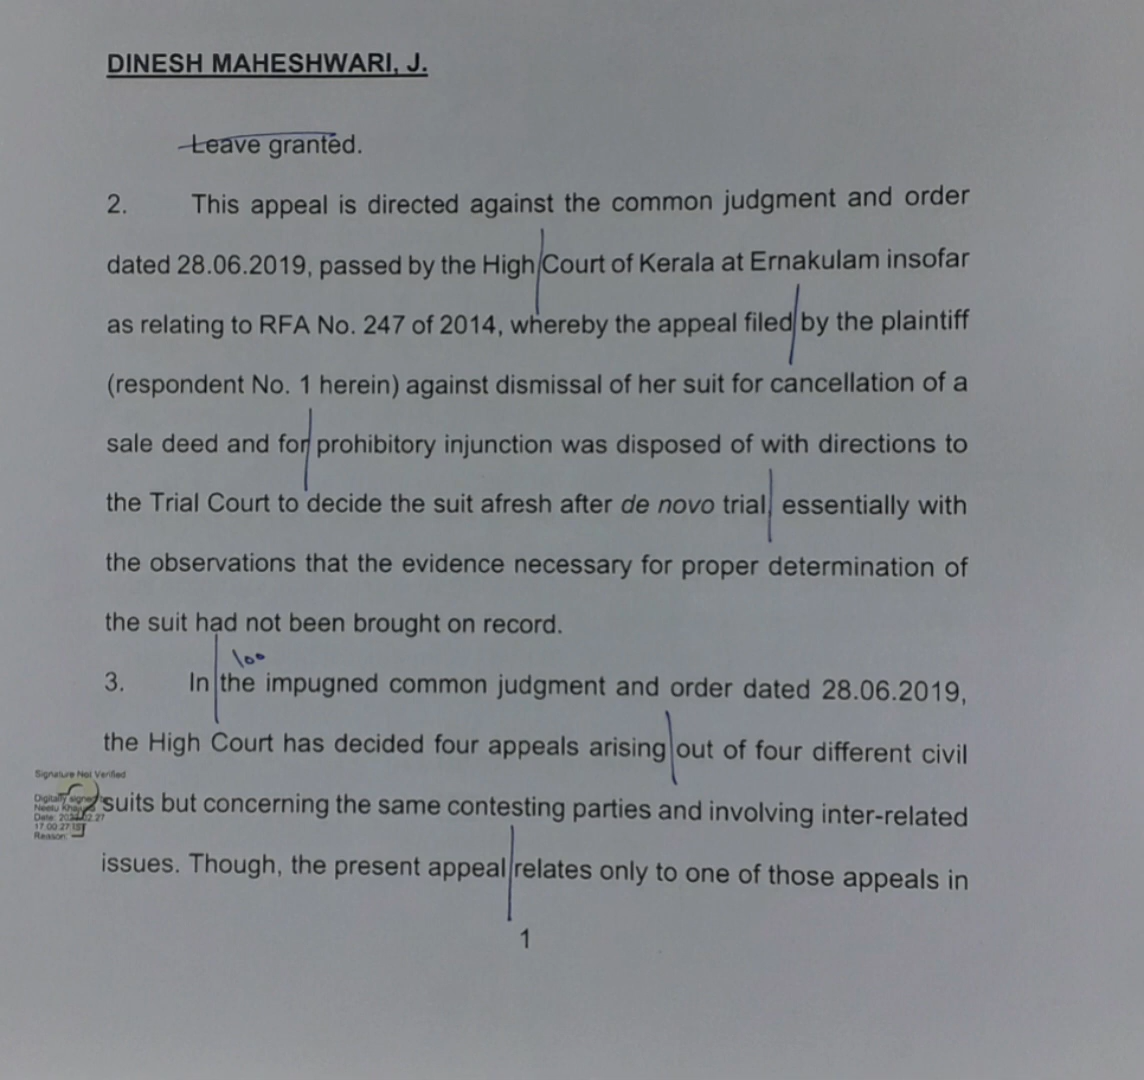 DINESH MAHESHWARI, J.
Leave granted.
2. This appeal is directed against the common judgment and order
dated 28.06.2019, passed by the High Court of Kerala at Ernakulam insofar
as relating to RFA No. 247 of 2014, whereby the appeal filed by the plaintiff
(respondent No. 1 herein) against dismissal of her suit for cancellation of a
sale deed and for prohibitory injunction was disposed of with directions to
the Trial Court to decide the suit afresh after de novo trial, essentially with
the observations that the evidence necessary for proper determination of
the suit had not been brought on record.
100
3. In the impugned common judgment and order dated 28.06.2019,
the High Court has decided four appeals arising out of four different civil
Signature Not Verified
Digitally signed
Date:
17:00:27 IST
Reason:
suits but concerning the same contesting parties and involving inter-related
issues. Though, the present appeal relates only to one of those appeals in
1